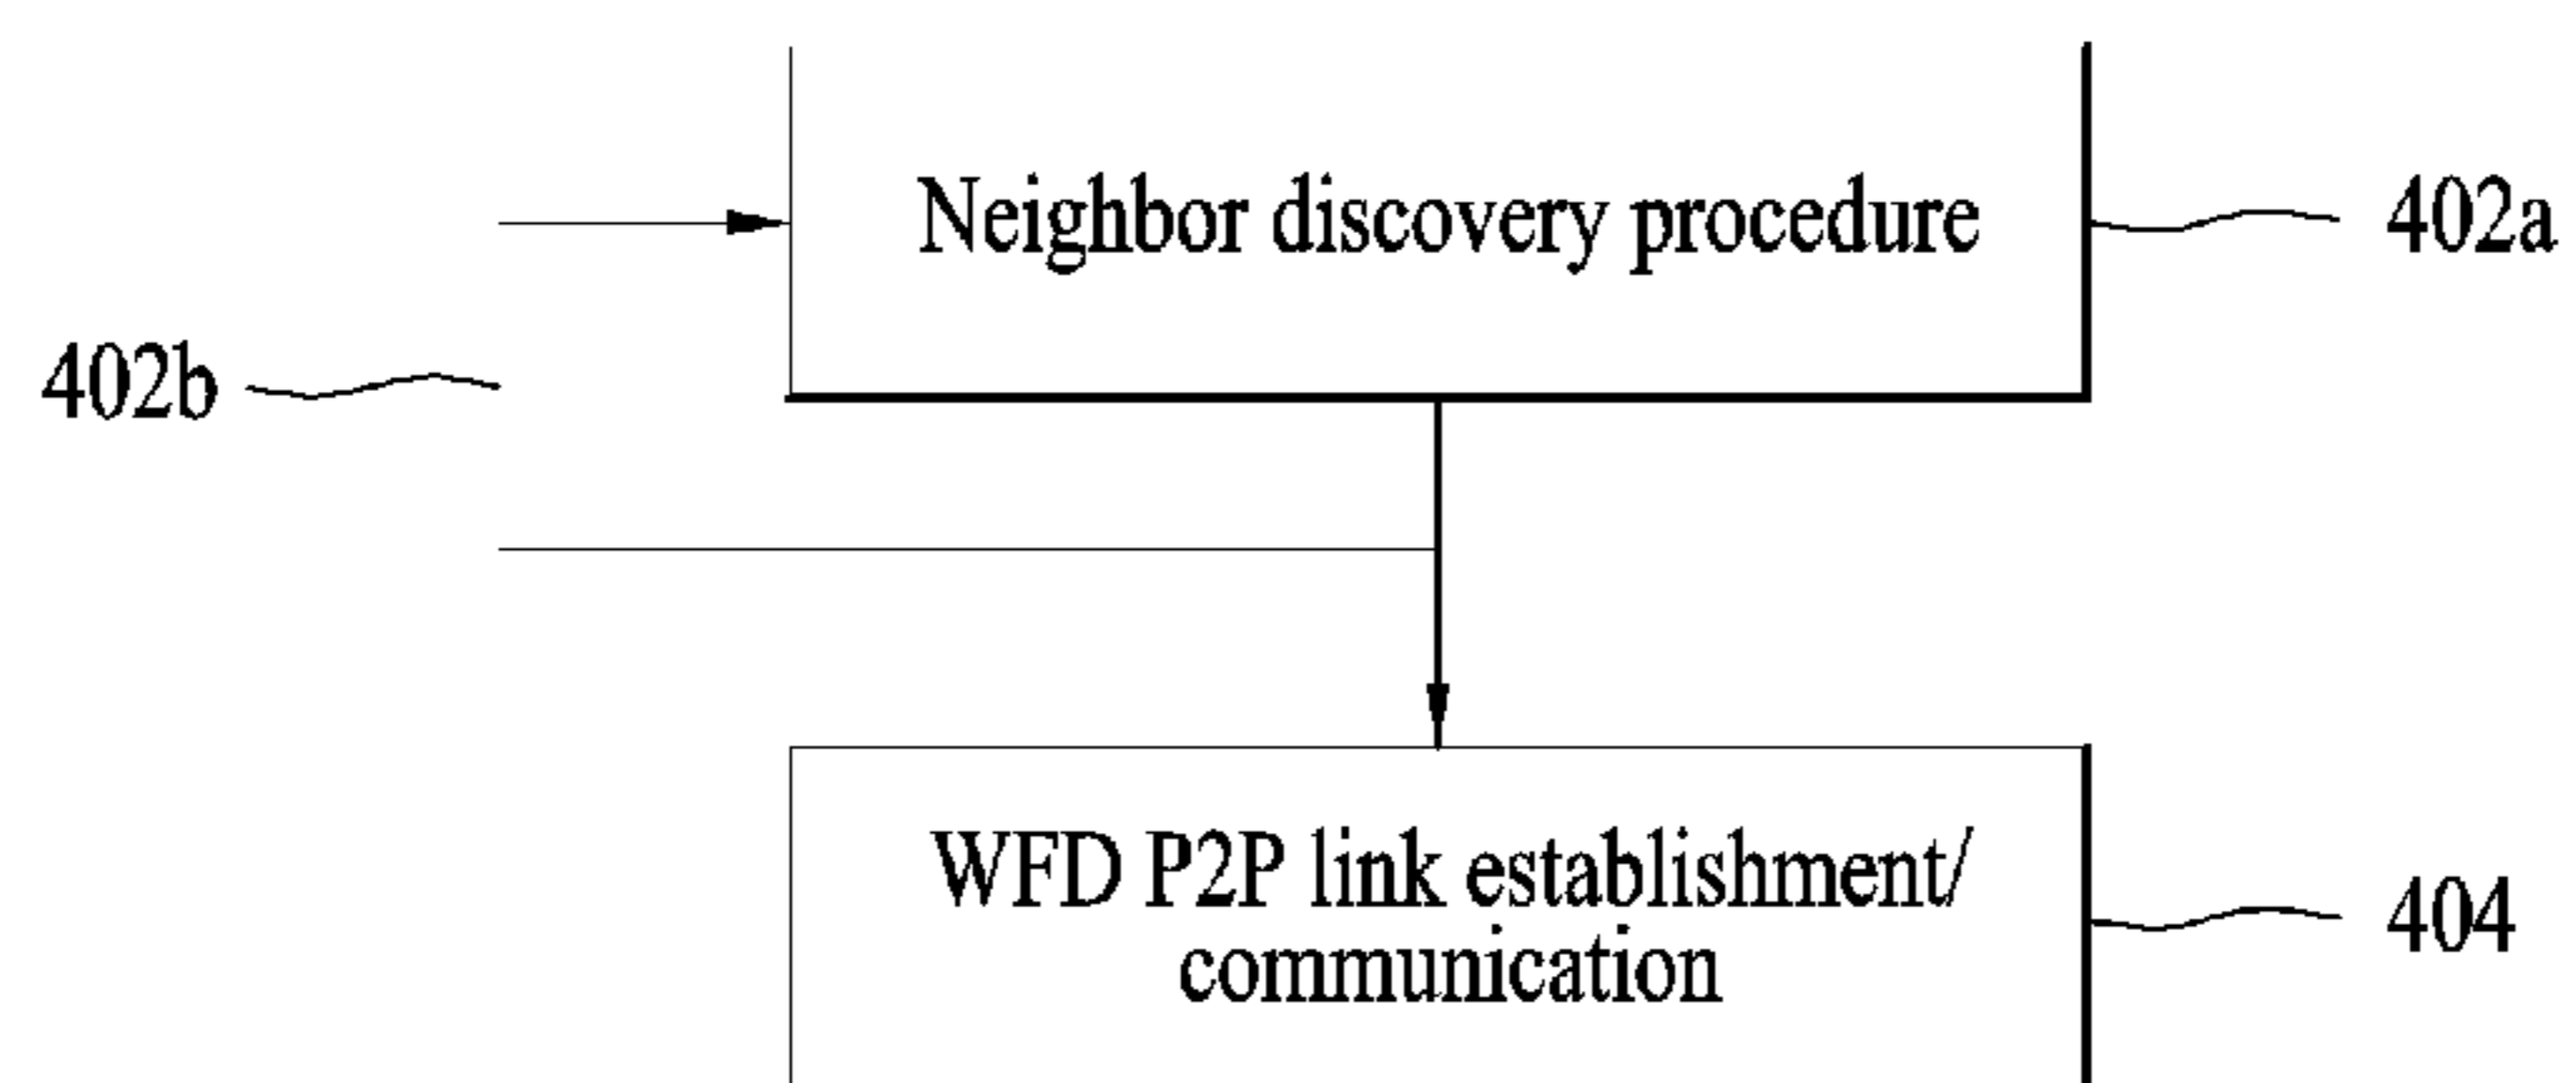 Neighbor discovery procedure
402a
402b
WFD P2P link establishment/
communication
404